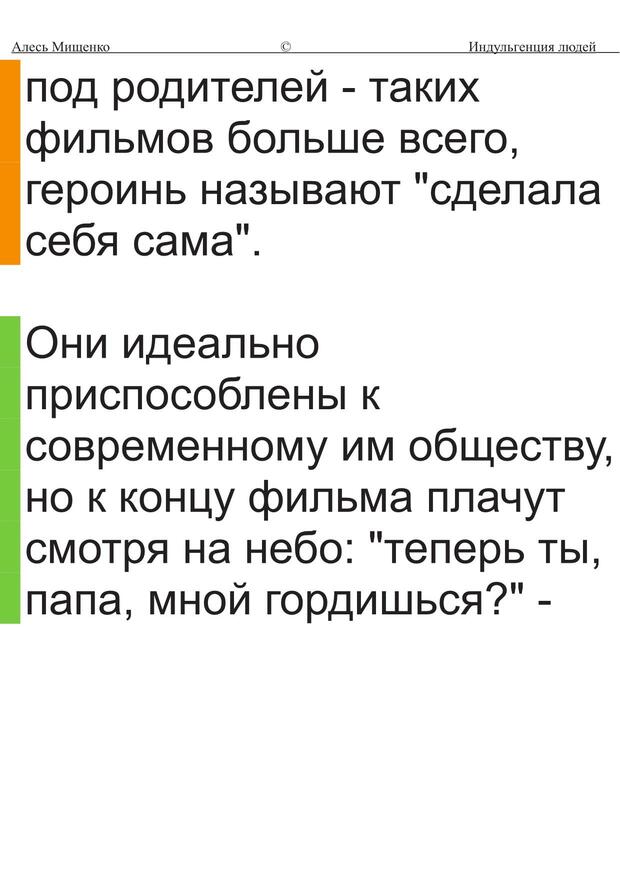 Алесь Мищенко © Индульгенция людей
под родителей - таких
фильмов больше всего,
героинь называют "сделала
себя сама".
Они идеально
приспособлены к
современному им обществу,
но к концу фильма плачут
смотря на небо: "теперь ты,
папа, мной гордишься?" -